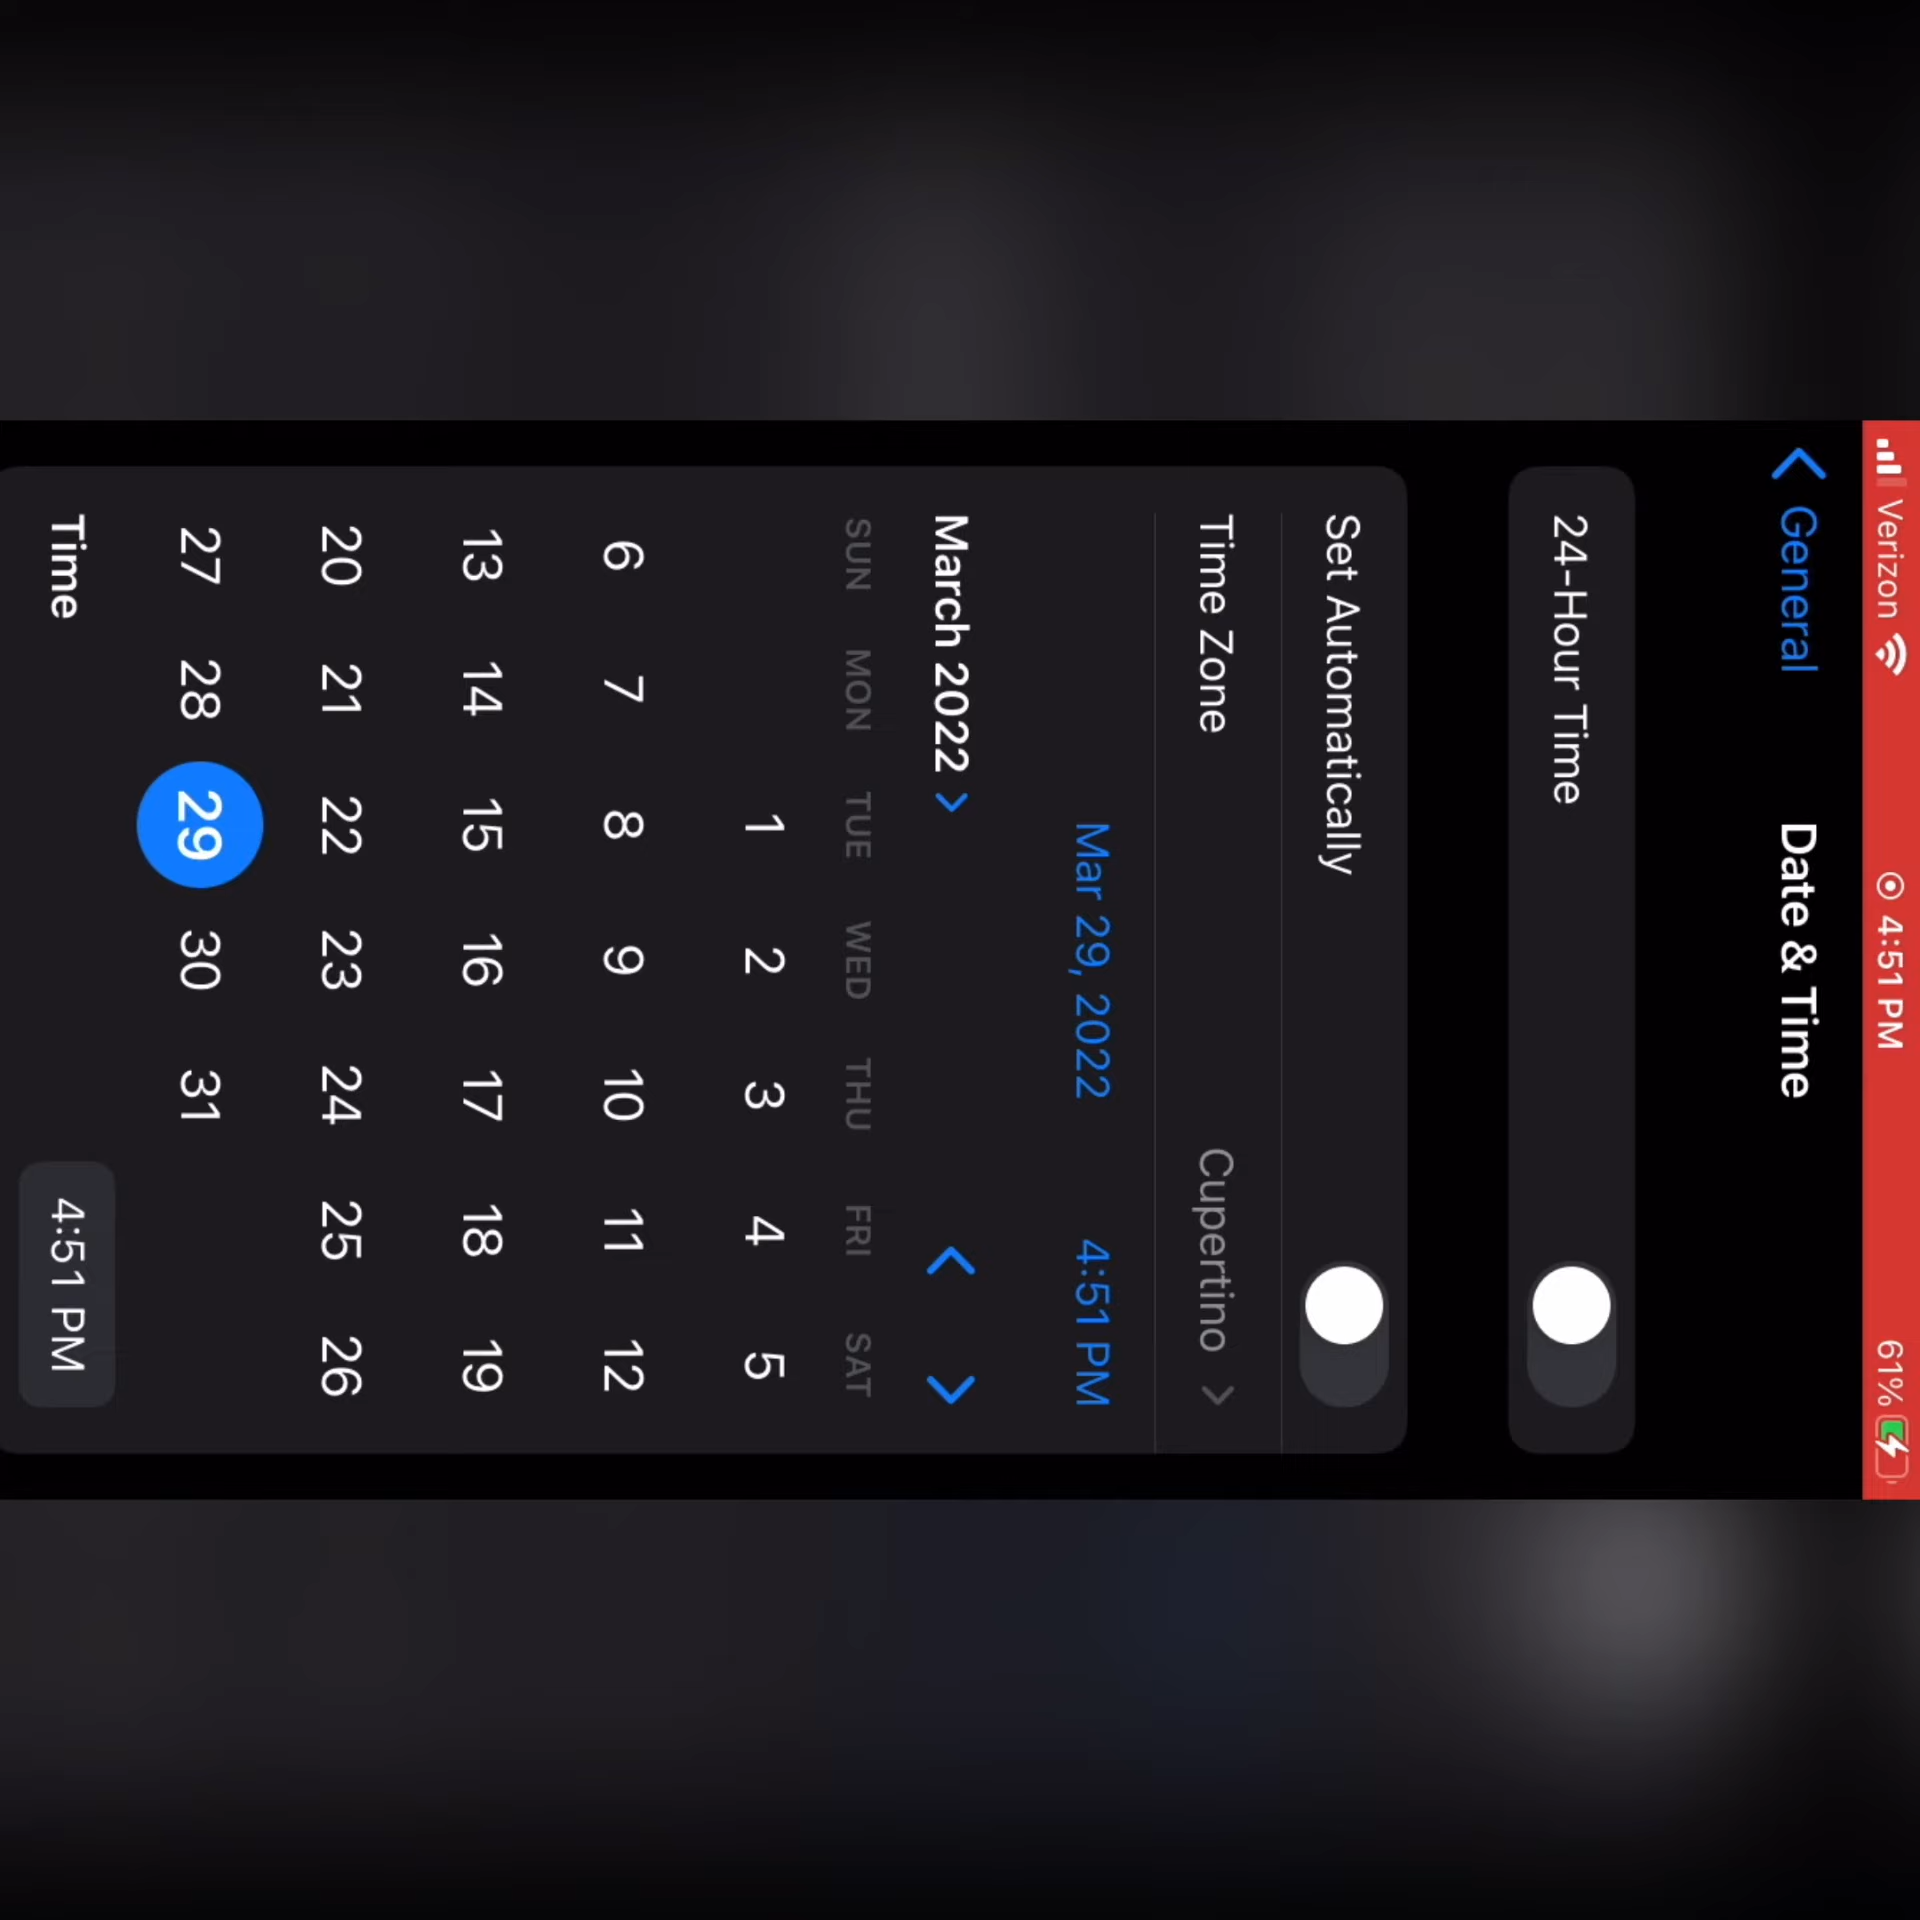 Verizon 4:51 PM 61%
General Date & Time
24-Hour Time
Set Automatically
Time Zone Cupertino
Mar 29, 2022 4:51 PM
March 2022
SUN MON TUE WED THU FRI SAT
1 2 3 4 5
6 7 8 9 10 11 12
13 14 15 16 17 18 19
20 21 22 23 24 25 26
27 28 29 30 31
Time 4:51 PM